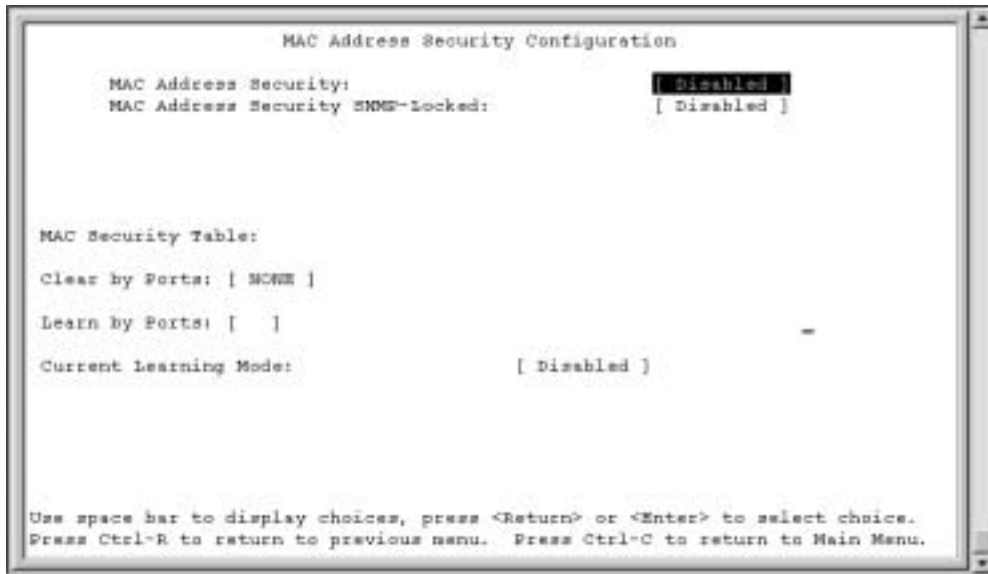 MAC Address Security Configuration
MAC Address Security: [ Disabled ]
MAC Address Security SNMP-Locked: [ Disabled ]
MAC Security Table:
Clear by Ports: [ NONE ]
Learn by Ports: [ ]
Current Learning Mode: [ Disabled ]
Use space bar to display choices, press <Return> or <Enter> to select choice.
Press Ctrl-R to return to previous menu. Press Ctrl-C to return to Main Menu.